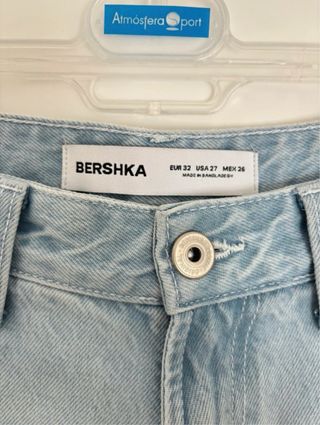 Atmósfera Sport
BERSHKA
EUR 32 USA 27 MEX 26
MADE IN BANGLADESH